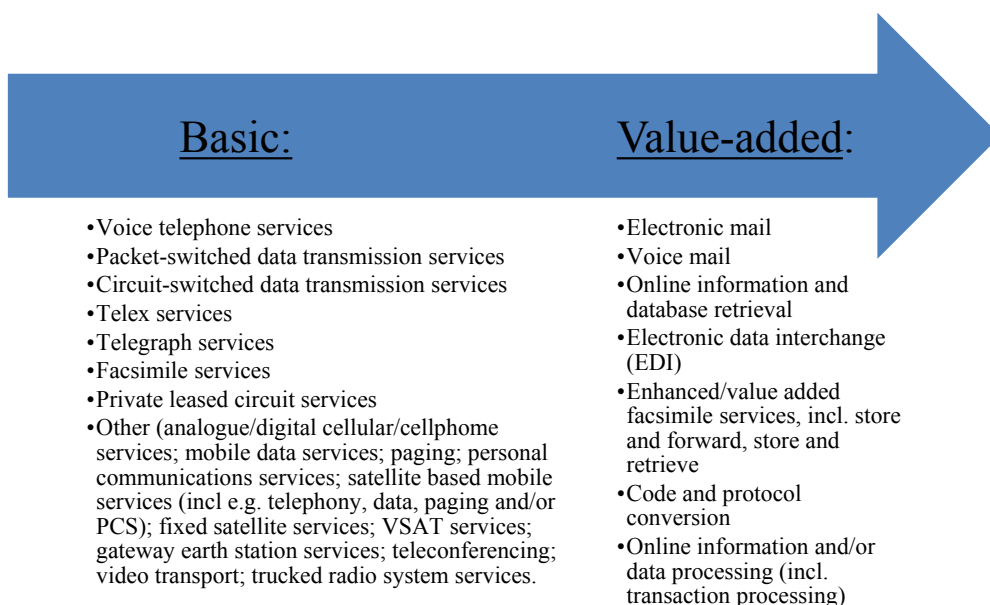 Basic:
Value-added:
•Voice telephone services
•Packet-switched data transmission services
•Circuit-switched data transmission services
•Telex services
•Telegraph services
•Facsimile services
•Private leased circuit services
•Other (analogue/digital cellular/cellphome
services; mobile data services; paging; personal
communications services; satellite based mobile
services (incl e.g. telephony, data, paging and/or
PCS); fixed satellite services; VSAT services;
gateway earth station services; teleconferencing;
video transport; trucked radio system services.
•Electronic mail
•Voice mail
•Online information and
database retrieval
•Electronic data interchange
(EDI)
•Enhanced/value added
facsimile services, incl. store
and forward, store and
retrieve
•Code and protocol
conversion
•Online information and/or
data processing (incl.
transaction processing)